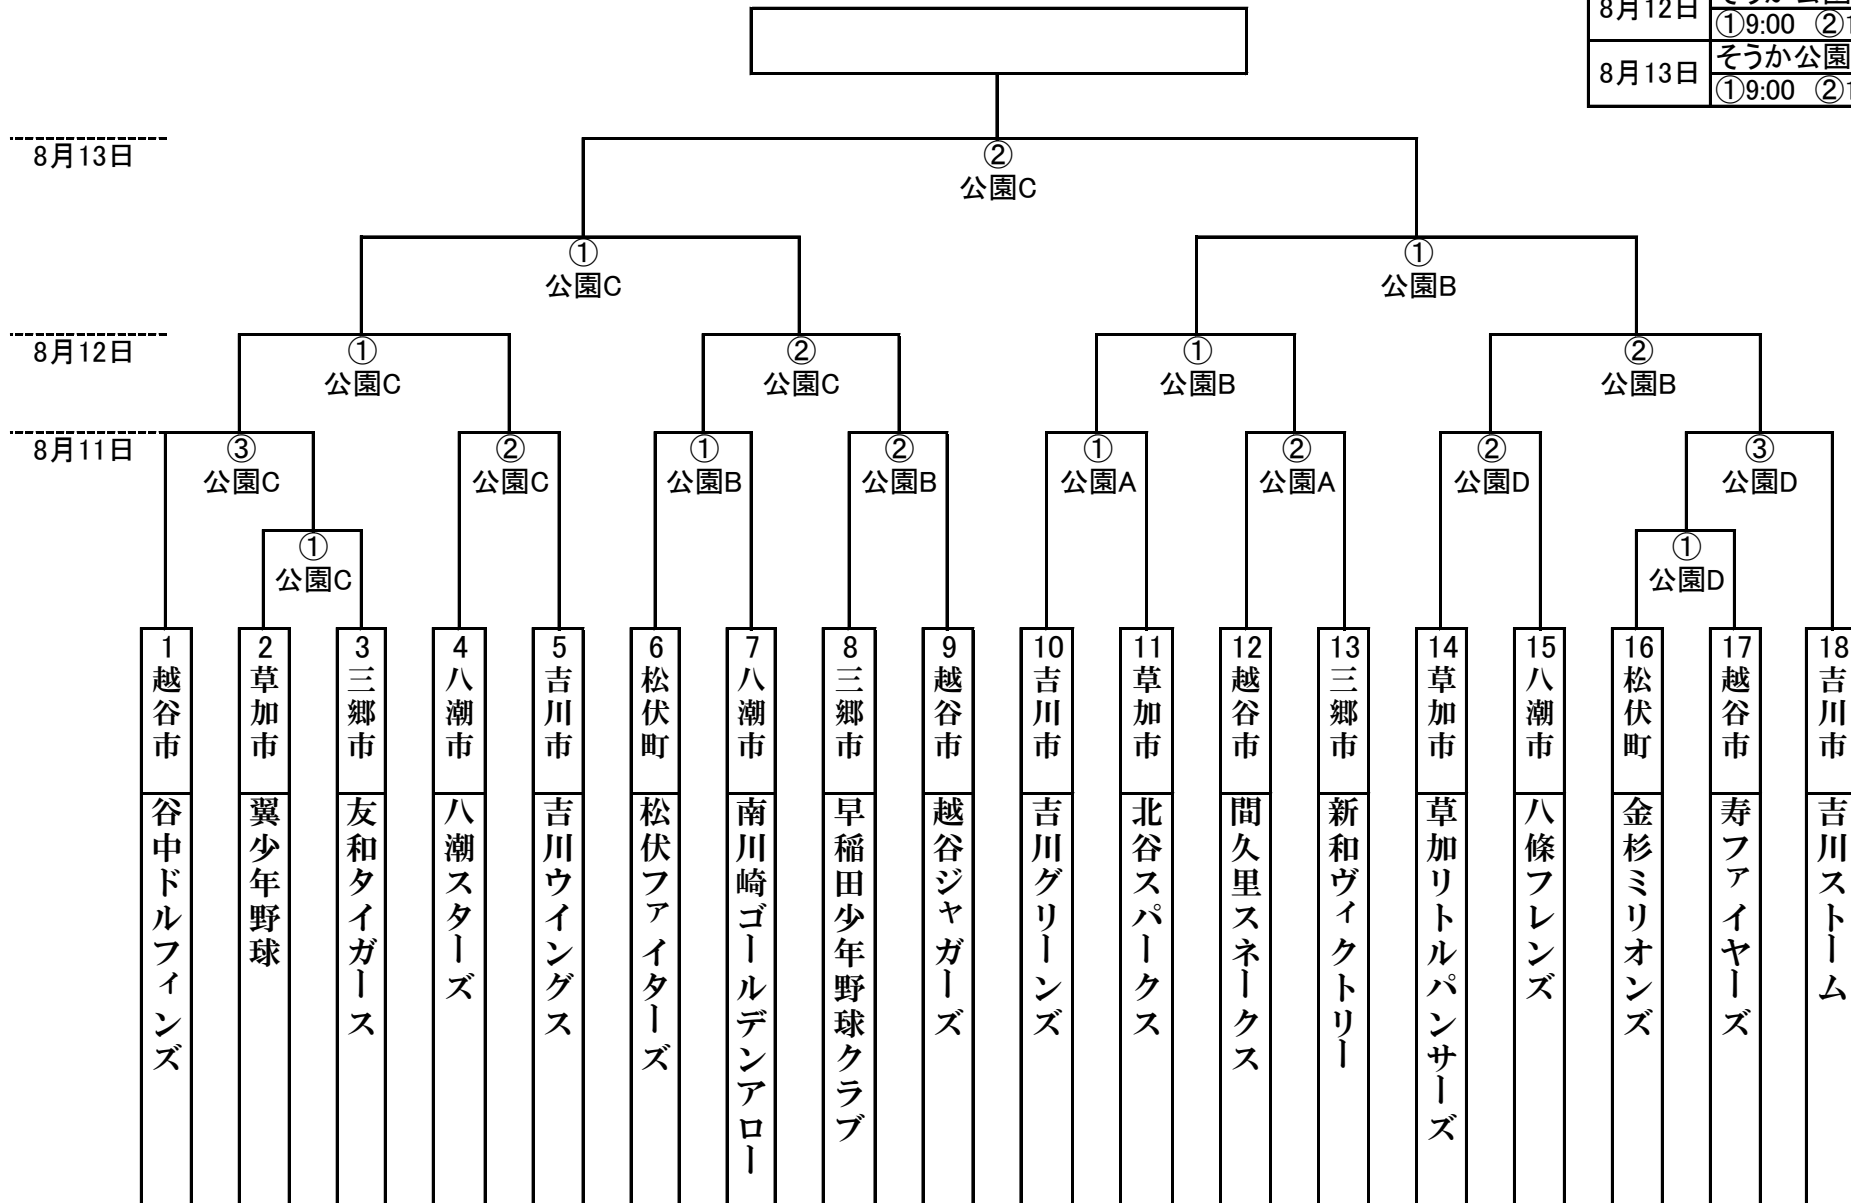 8月12日
①9:00 ②
そうか公園
8月13日
①9:00 ②
8月13日
②
公園C
①
公園C
①
公園B
8月12日
①
公園C
②
公園C
①
公園B
②
公園B
8月11日
③
公園C
②
公園C
①
公園B
②
公園B
①
公園A
②
公園A
②
公園D
③
公園D
①
公園C
①
公園D
1
越谷市
谷中ドルフィンズ
2
草加市
翼少年野球
3
三郷市
友和タイガース
4
八潮市
八潮スターズ
5
吉川市
吉川ウイングス
6
松伏町
松伏ファイターズ
7
八潮市
南川崎ゴールデンアロー
8
三郷市
早稲田少年野球クラブ
9
越谷市
越谷ジャガーズ
10
吉川市
吉川グリーンズ
11
草加市
北谷スパークス
12
越谷市
間久里スネークス
13
三郷市
新和ヴィクトリー
14
草加市
草加リトルパンサーズ
15
八潮市
八條フレンズ
16
松伏町
金杉ミリオンズ
17
越谷市
寿ファイヤーズ
18
吉川市
吉川ストーム